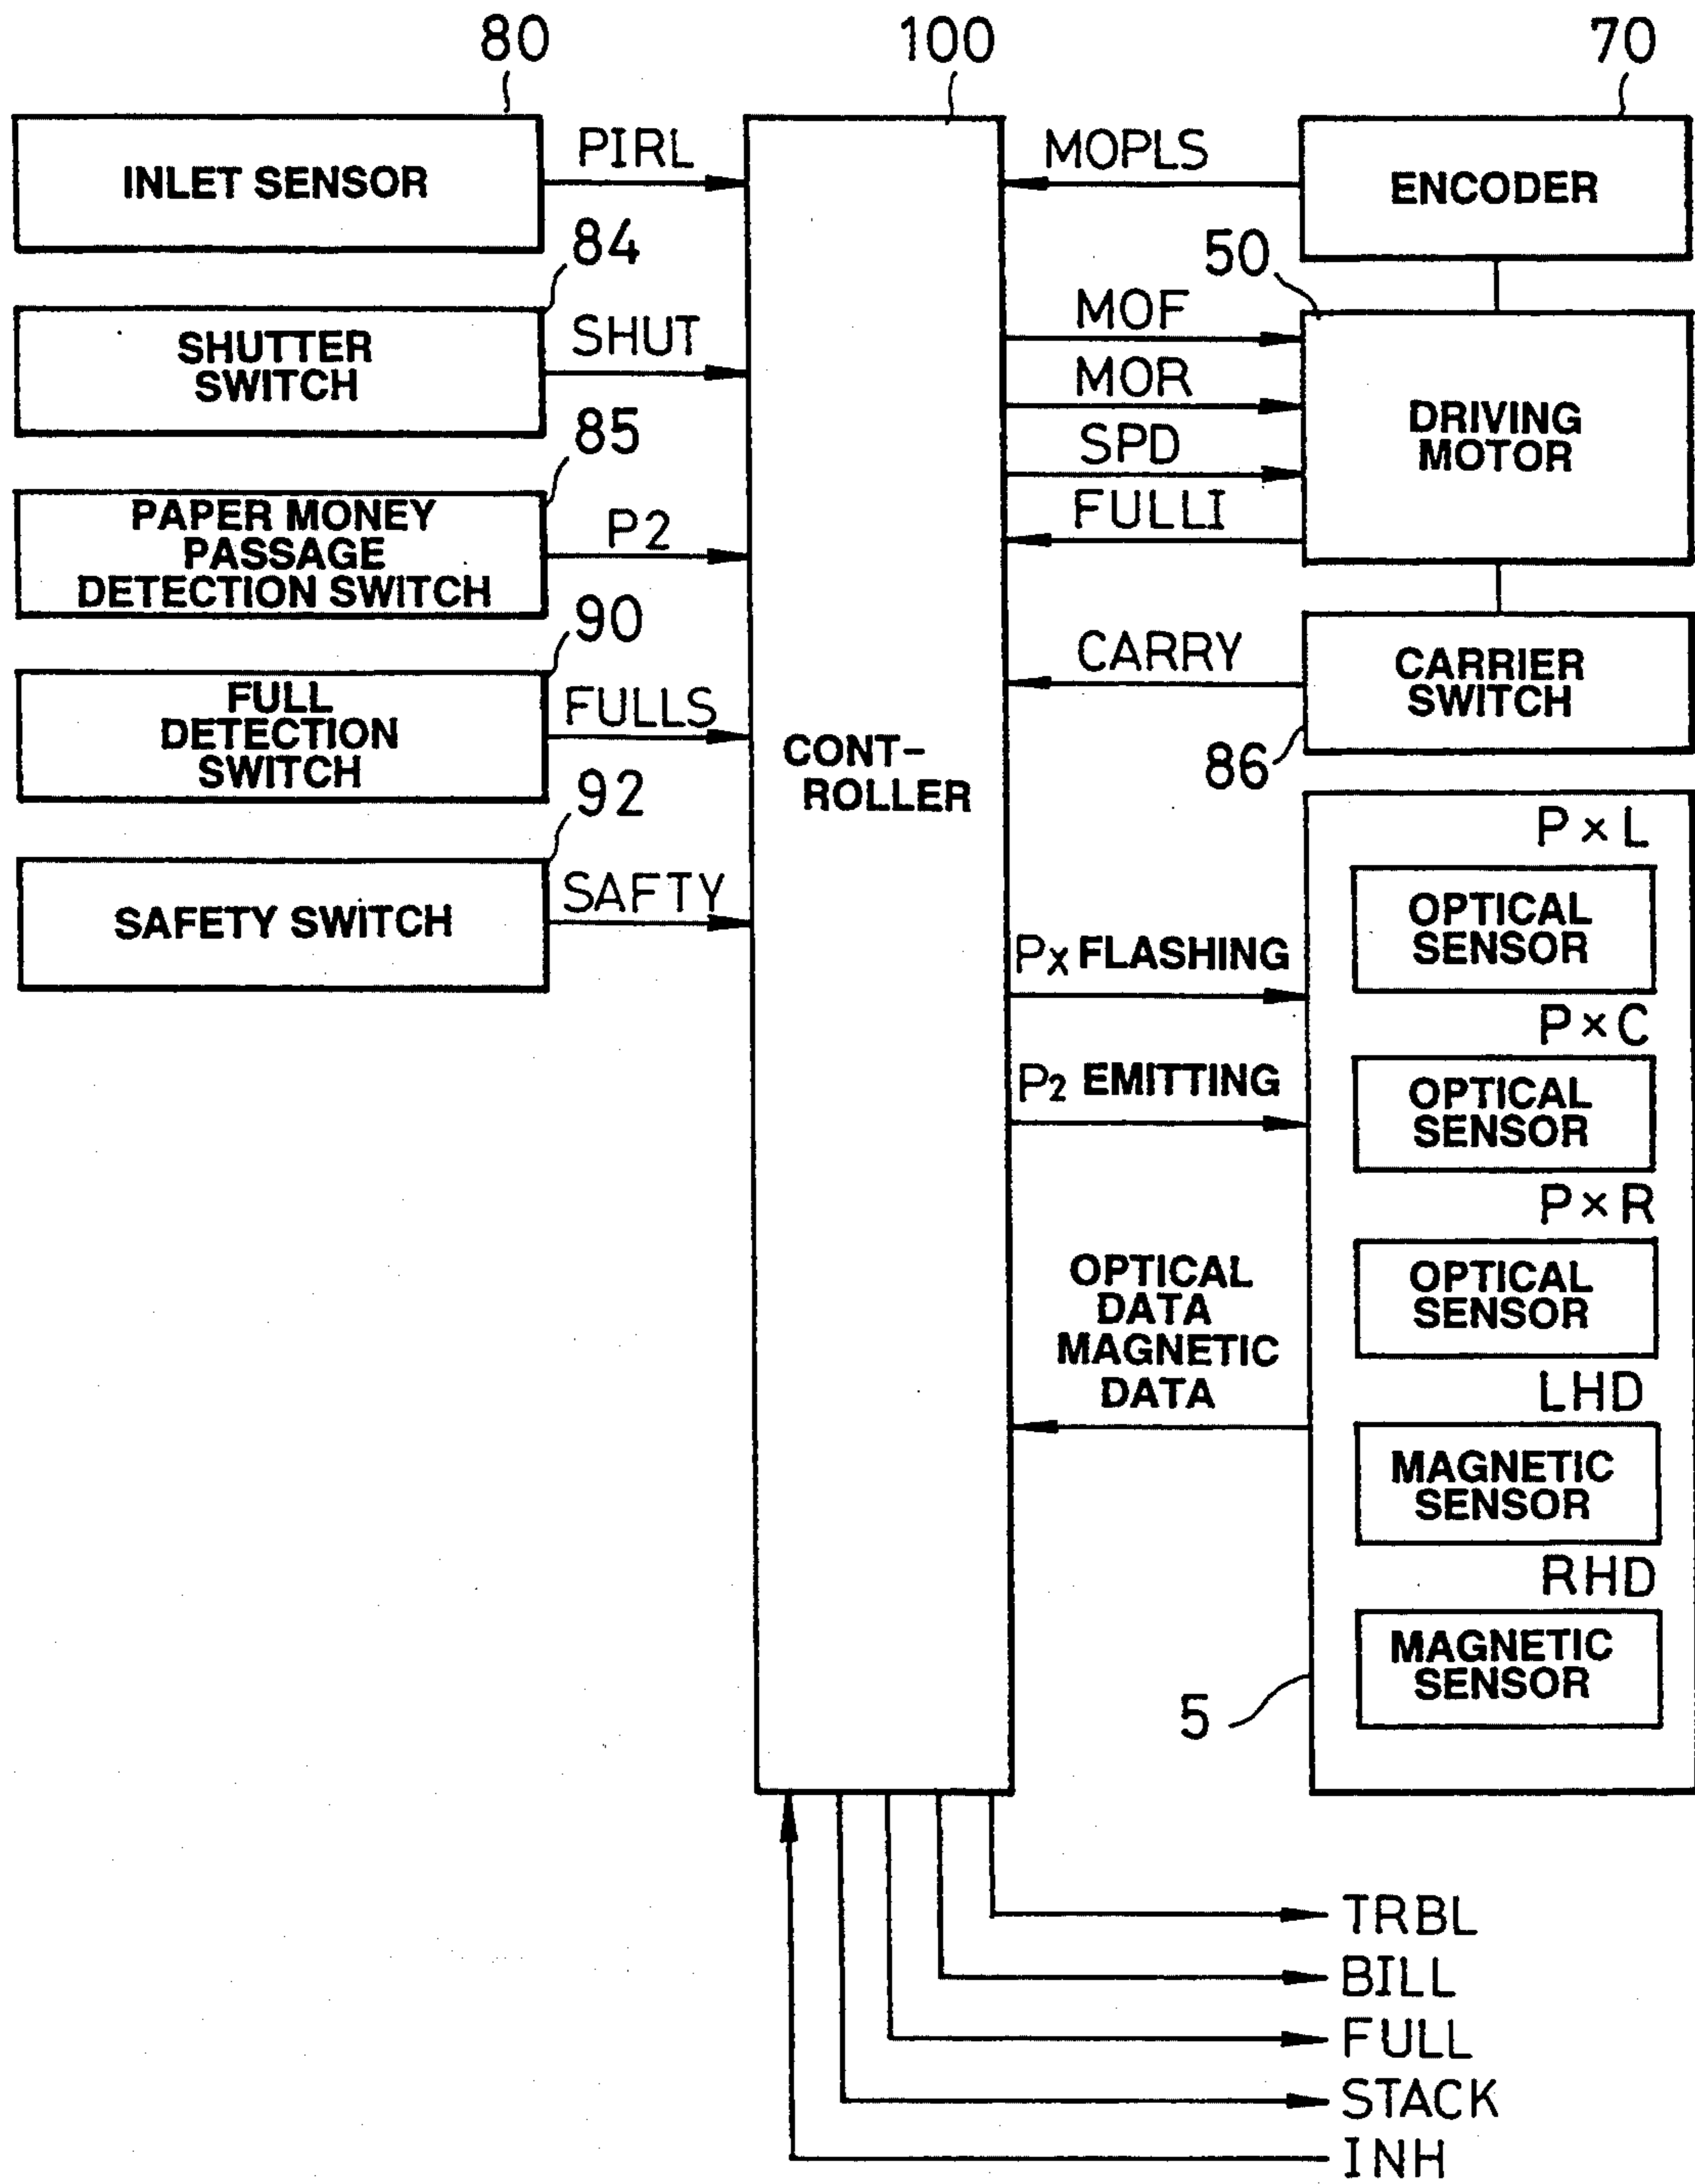 80
100
70
INLET SENSOR
PIRL
MOPLS
ENCODER
84
SHUTTER
SWITCH
SHUT
50
MOF
MOR
SPD
FULLI
DRIVING
MOTOR
85
PAPER MONEY
PASSAGE
DETECTION SWITCH
P2
90
FULL
DETECTION
SWITCH
FULLS
CARRY
CARRIER
SWITCH
86
CONT-
ROLLER
92
SAFETY SWITCH
SAFTY
P×L
OPTICAL
SENSOR
PX FLASHING
P×C
OPTICAL
SENSOR
P2 EMITTING
P×R
OPTICAL
SENSOR
OPTICAL
DATA
MAGNETIC
DATA
LHD
MAGNETIC
SENSOR
RHD
MAGNETIC
SENSOR
5
TRBL
BILL
FULL
STACK
INH